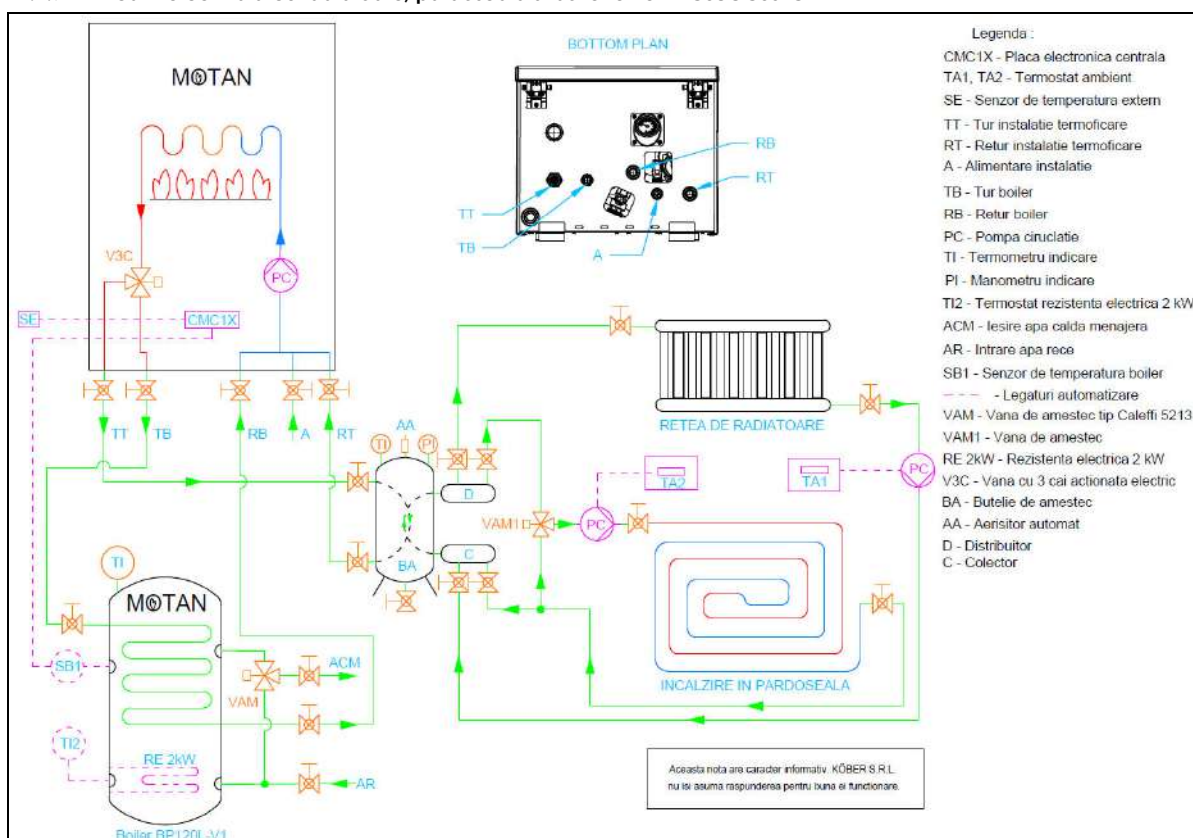 MOTAN
V3C
PC
SE
CMC1X
TT
TB
RB
A
RT
BOTTOM PLAN
RB
RT
TT
TB
A
AA
TI
PI
D
C
BA
VAM1
PC
TA2
TA1
PC
RETEA DE RADIATOARE
INCALZIRE IN PARDOSEALA
TI
MOTAN
SB1
TI2
RE 2kW
VAM
ACM
AR
Boiler BP120L-V1
Aceasta nota are caracter informativ. KÖBER S.R.L.
nu isi asuma raspunderea pentru buna ei functionare.
Legenda :
CMC1X - Placa electronica centrala
TA1, TA2 - Termostat ambient
SE - Senzor de temperatura extern
TT - Tur instalatie termoficare
RT - Retur instalatie termoficare
A - Alimentare instalatie
TB - Tur boiler
RB - Retur boiler
PC - Pompa ciruclatie
TI - Termometru indicare
PI - Manometru indicare
TI2 - Termostat rezistenta electrica 2 kW
ACM - Iesire apa calda menajera
AR - Intrare apa rece
SB1 - Senzor de temperatura boiler
- Legaturi automatizare
VAM - Vana de amestec tip Caleffi 5213
VAM1 - Vana de amestec
RE 2kW - Rezistenta electrica 2 kW
V3C - Vana cu 3 cai actionata electric
BA - Butelie de amestec
AA - Aerisitor automat
D - Distribuitor
C - Colector